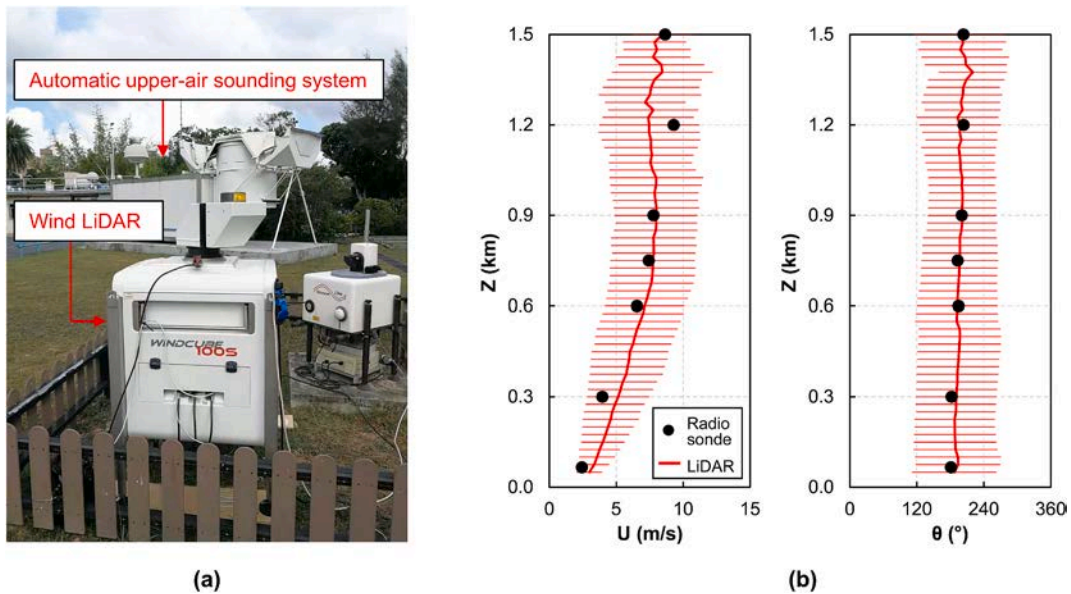 Automatic upper-air sounding system
Wind LiDAR
WINDCUBE
100S
(a)
1.5
1.2
0.9
0.6
0.3
0.0
Z (km)
0
5
10
15
U (m/s)
Radio
sonde
LiDAR
1.5
1.2
0.9
0.6
0.3
0.0
Z (km)
0
120
240
360
θ (°)
(b)